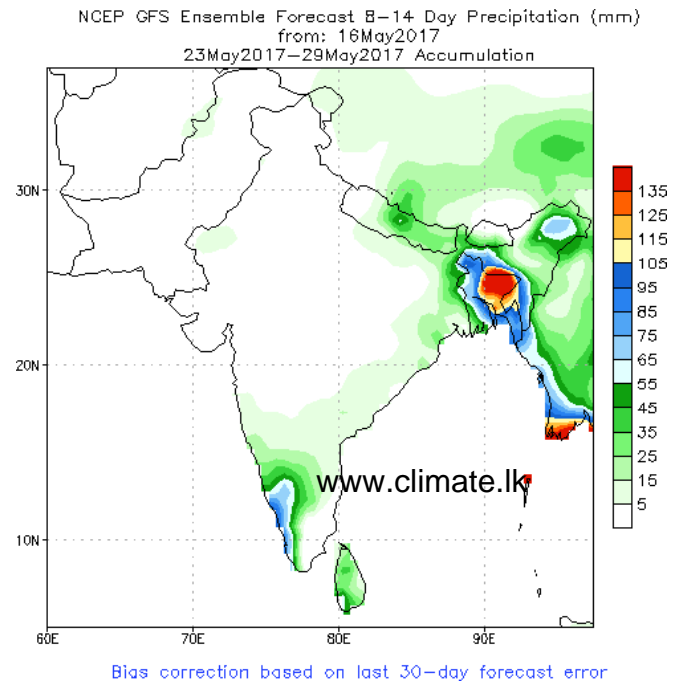 NCEP GFS Ensemble Forecast 8-14 Day Precipitation (mm)
from: 16May2017
23May2017-29May2017 Accumulation
30N
20N
10N
60E 70E 80E 90E
135
125
115
105
95
85
75
65
55
45
35
25
15
5
www.climate.lk
Bias correction based on last 30-day forecast error